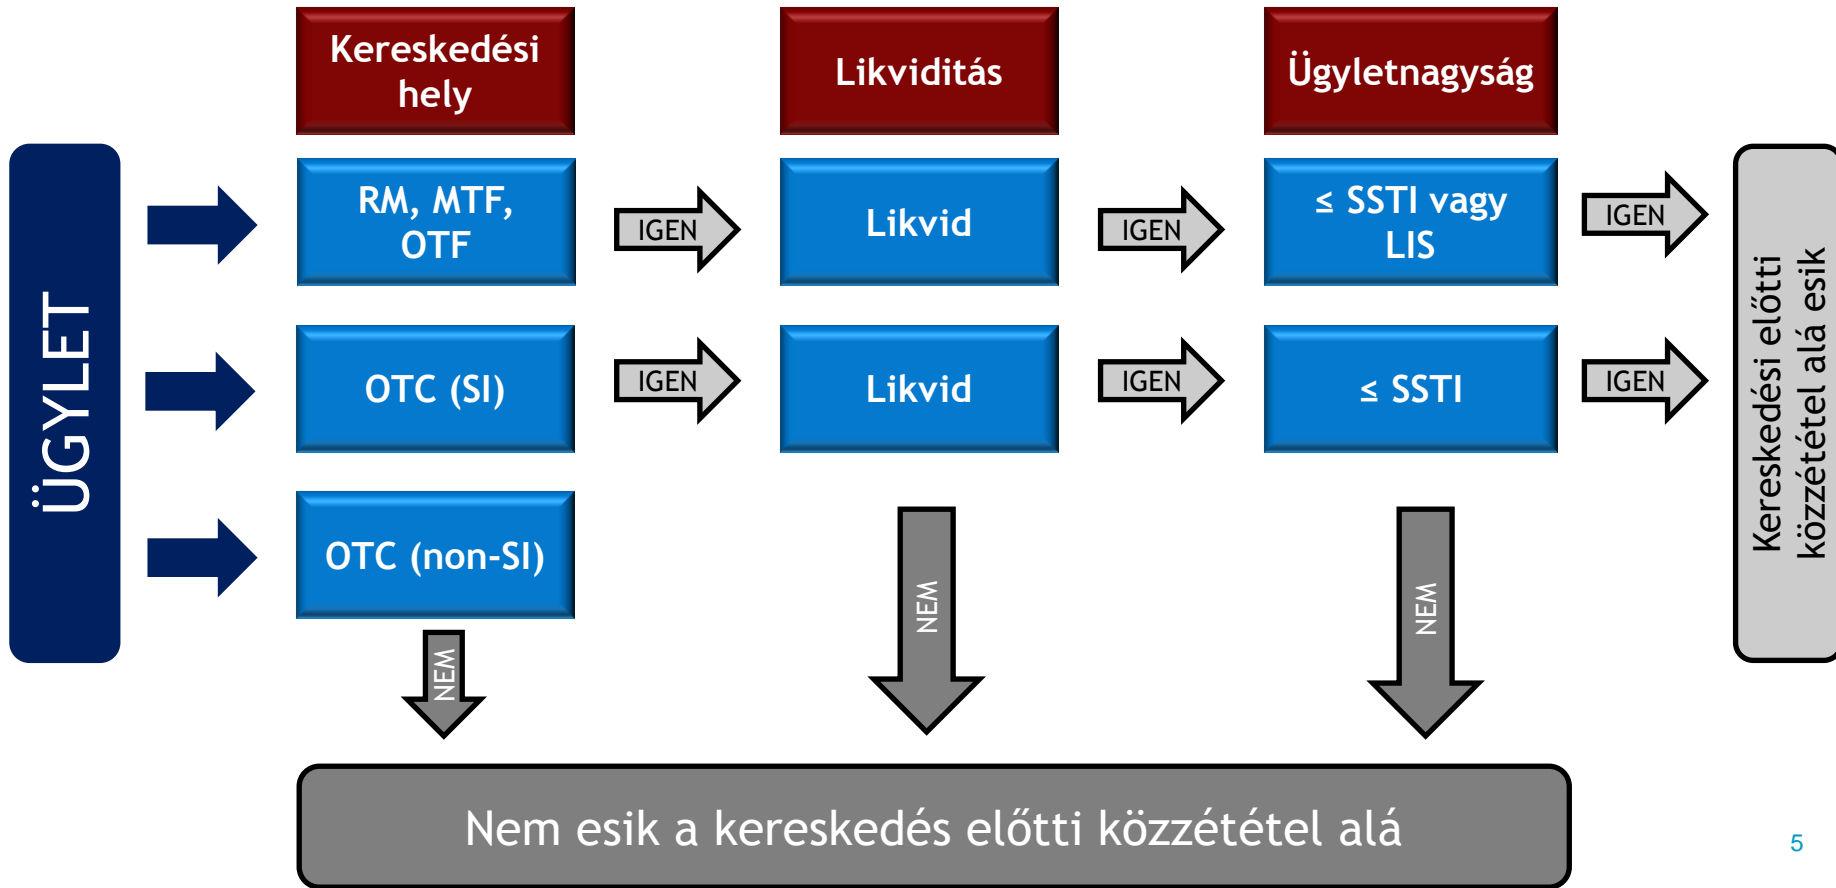 Kereskedési
hely
Likviditás
Ügyletnagyság
ÜGYLET
RM, MTF,
OTF
IGEN
Likvid
IGEN
≤ SSTI vagy
LIS
IGEN
OTC (SI)
IGEN
Likvid
IGEN
≤ SSTI
IGEN
Kereskedési előtti
közzététel alá esik
OTC (non-SI)
NEM
NEM
NEM
Nem esik a kereskedés előtti közzététel alá
5